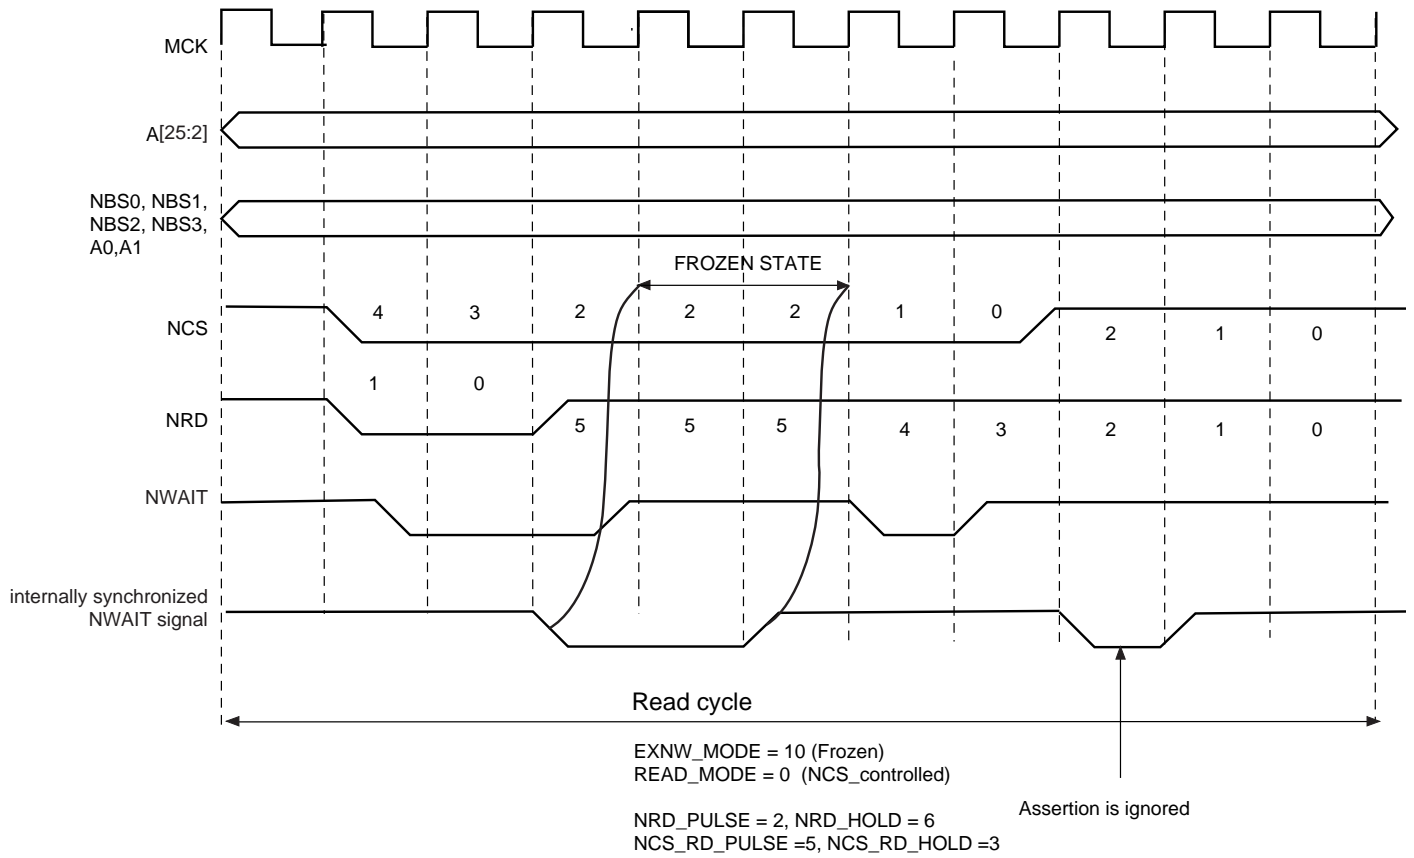 MCK
A[25:2]
NBS0, NBS1,
NBS2, NBS3,
A0,A1
FROZEN STATE
4 3 2 2 2 1 0
NCS
2 1 0
1 0
NRD
5 5 5 4 3 2 1 0
NWAIT
internally synchronized
NWAIT signal
Read cycle
EXNW_MODE = 10 (Frozen)
READ_MODE = 0 (NCS_controlled)
Assertion is ignored
NRD_PULSE = 2, NRD_HOLD = 6
NCS_RD_PULSE =5, NCS_RD_HOLD =3